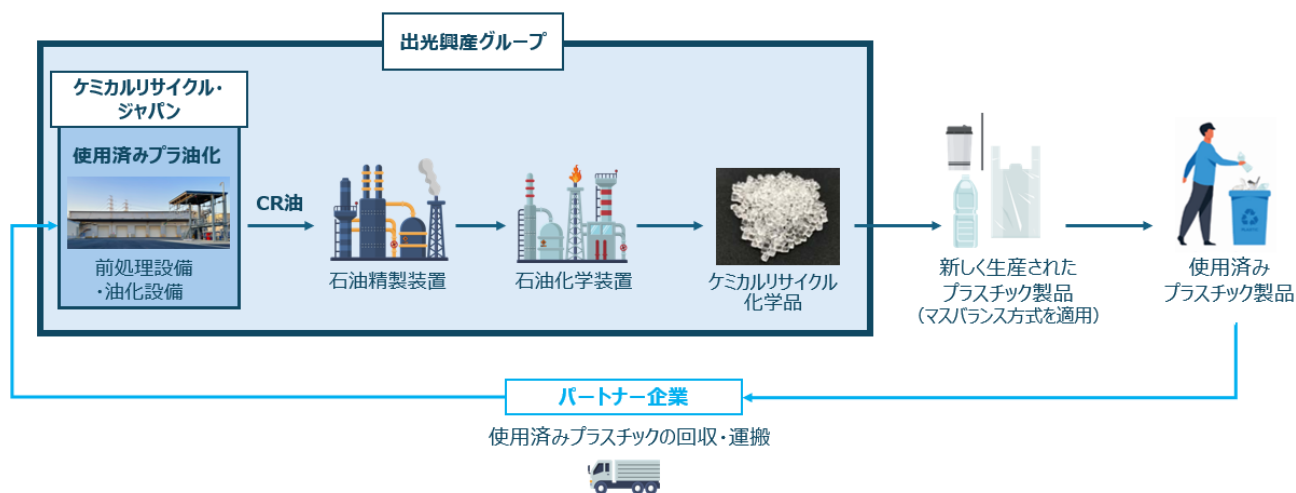 出光興産グループ
ケミカルリサイクル・
ジャパン
使用済みプラ油化
前処理設備
・油化設備
CR油
石油精製装置
石油化学装置
ケミカルリサイクル
化学品
新しく生産された
プラスチック製品
（マスバランス方式を適用）
使用済み
プラスチック製品
パートナー企業
使用済みプラスチックの回収・運搬